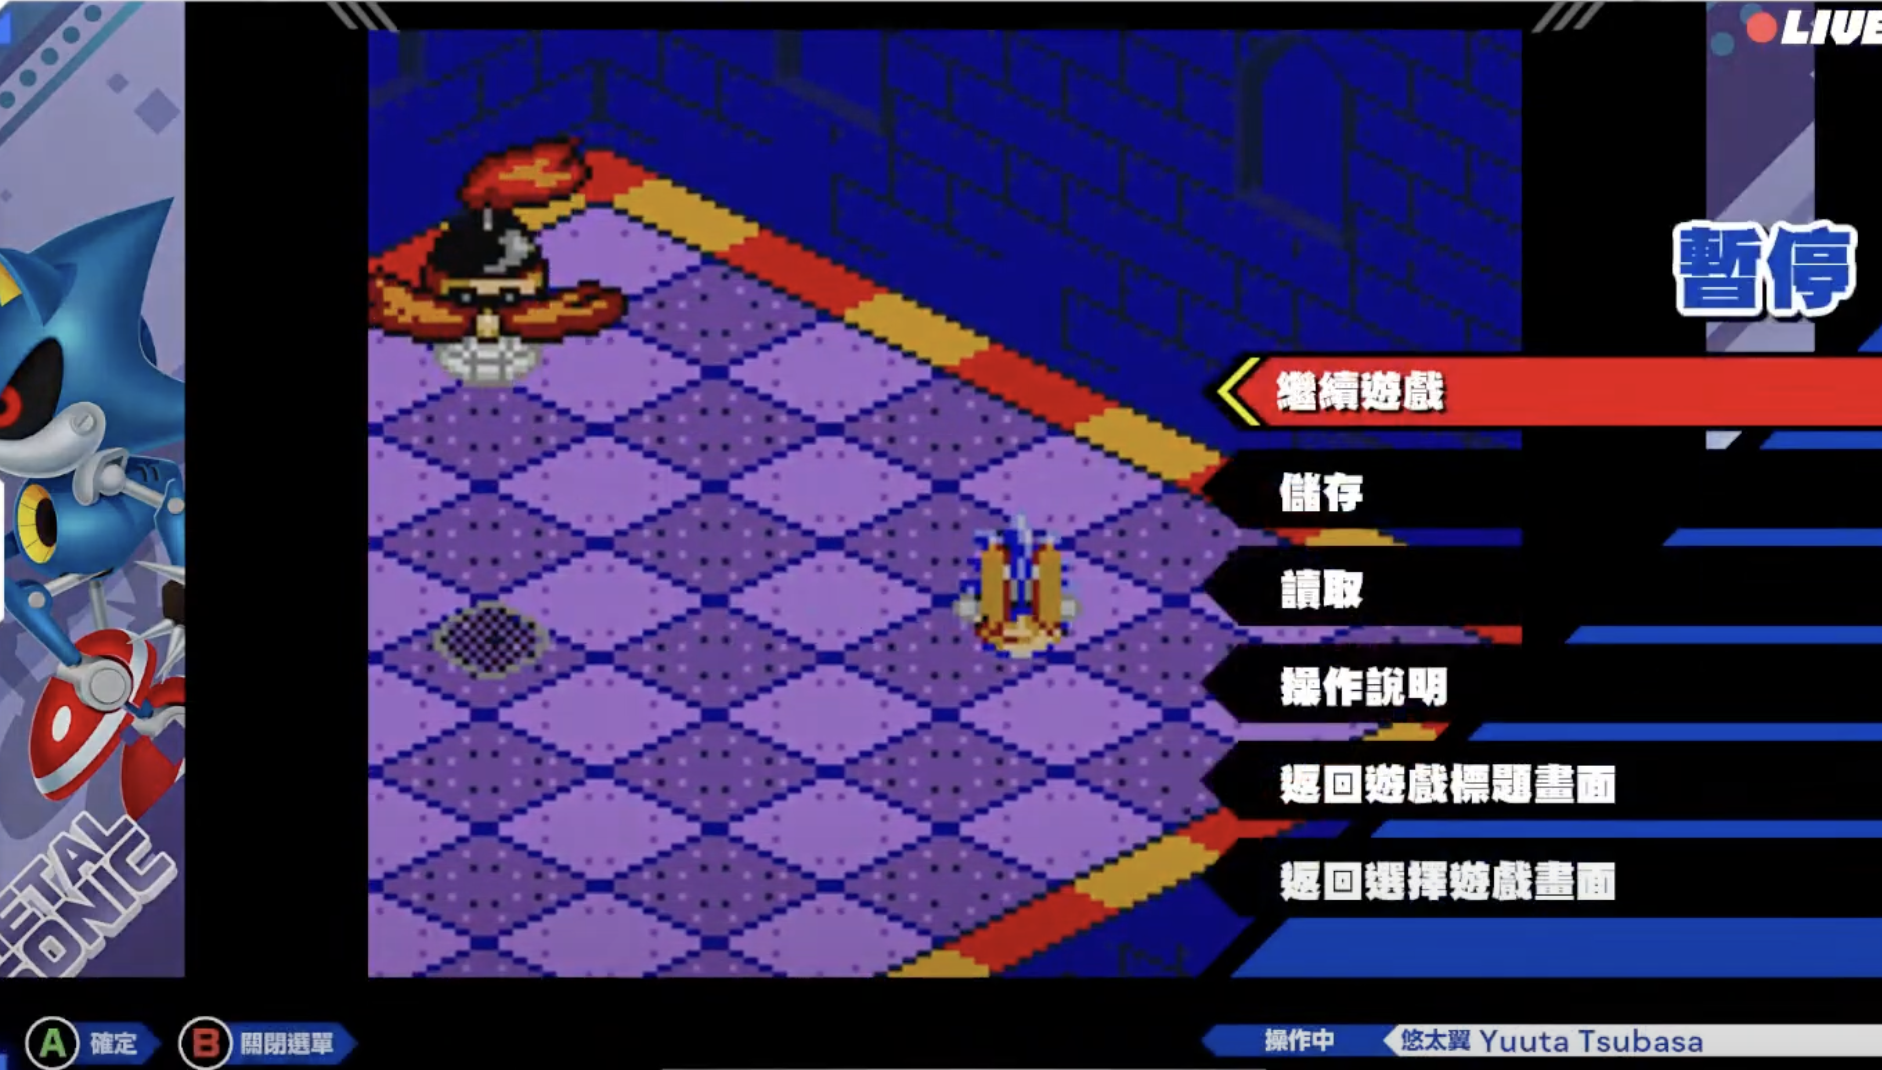 LIVE
暫停
繼續遊戲
儲存
讀取
操作說明
返回遊戲標題畫面
返回選擇遊戲畫面
ETAL
ONIC
A 確定 B 關閉選單
操作中 悠太翼 Yuuta Tsubasa